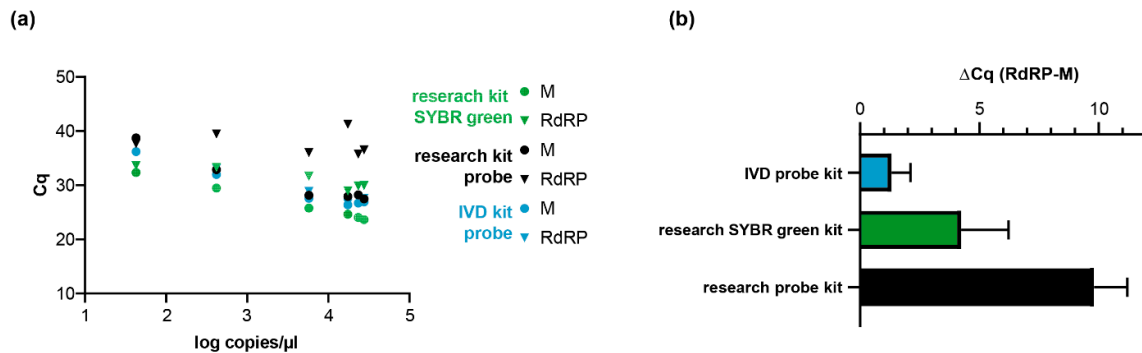 (a)
50
40
30
20
10
Cq
1 2 3 4 5
log copies/µl
reserach kit
SYBR green
M
RdRP
research kit
probe
M
RdRP
IVD kit
probe
M
RdRP
(b)
ΔCq (RdRP-M)
0 5 10
IVD probe kit
research SYBR green kit
research probe kit